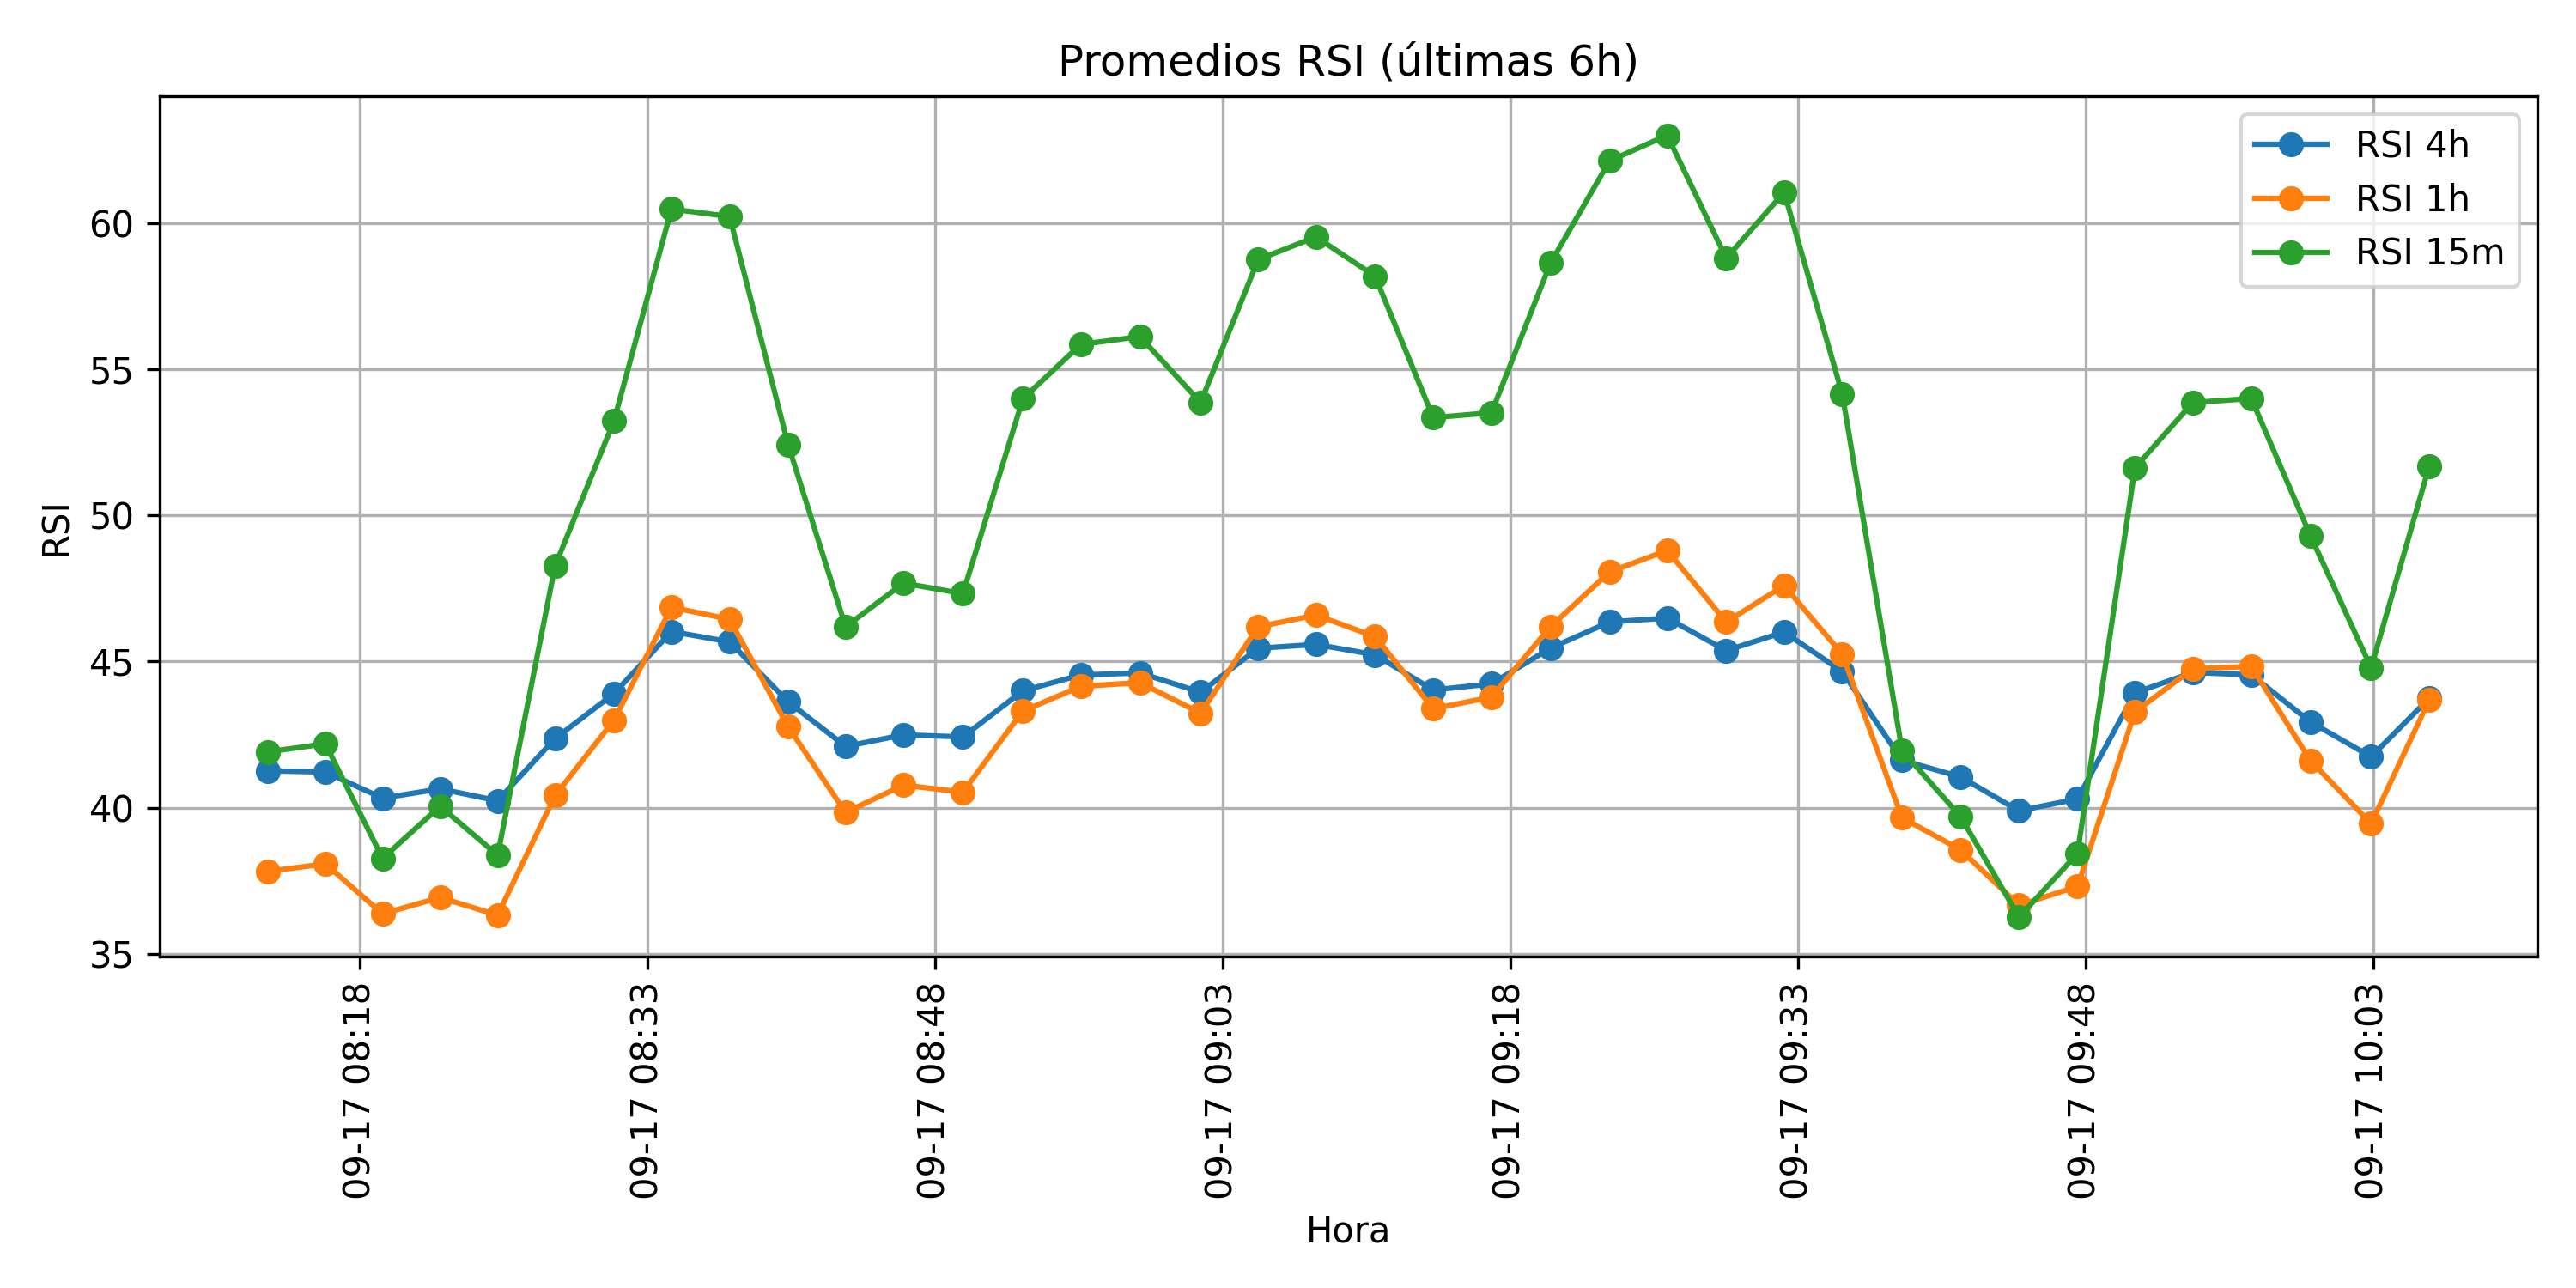 Promedios RSI (últimas 6h)
RSI 4h
RSI 1h
RSI 15m
RSI
60
55
50
45
40
35
09-17 08:18
09-17 08:33
09-17 08:48
09-17 09:03
09-17 09:18
09-17 09:33
09-17 09:48
09-17 10:03
Hora